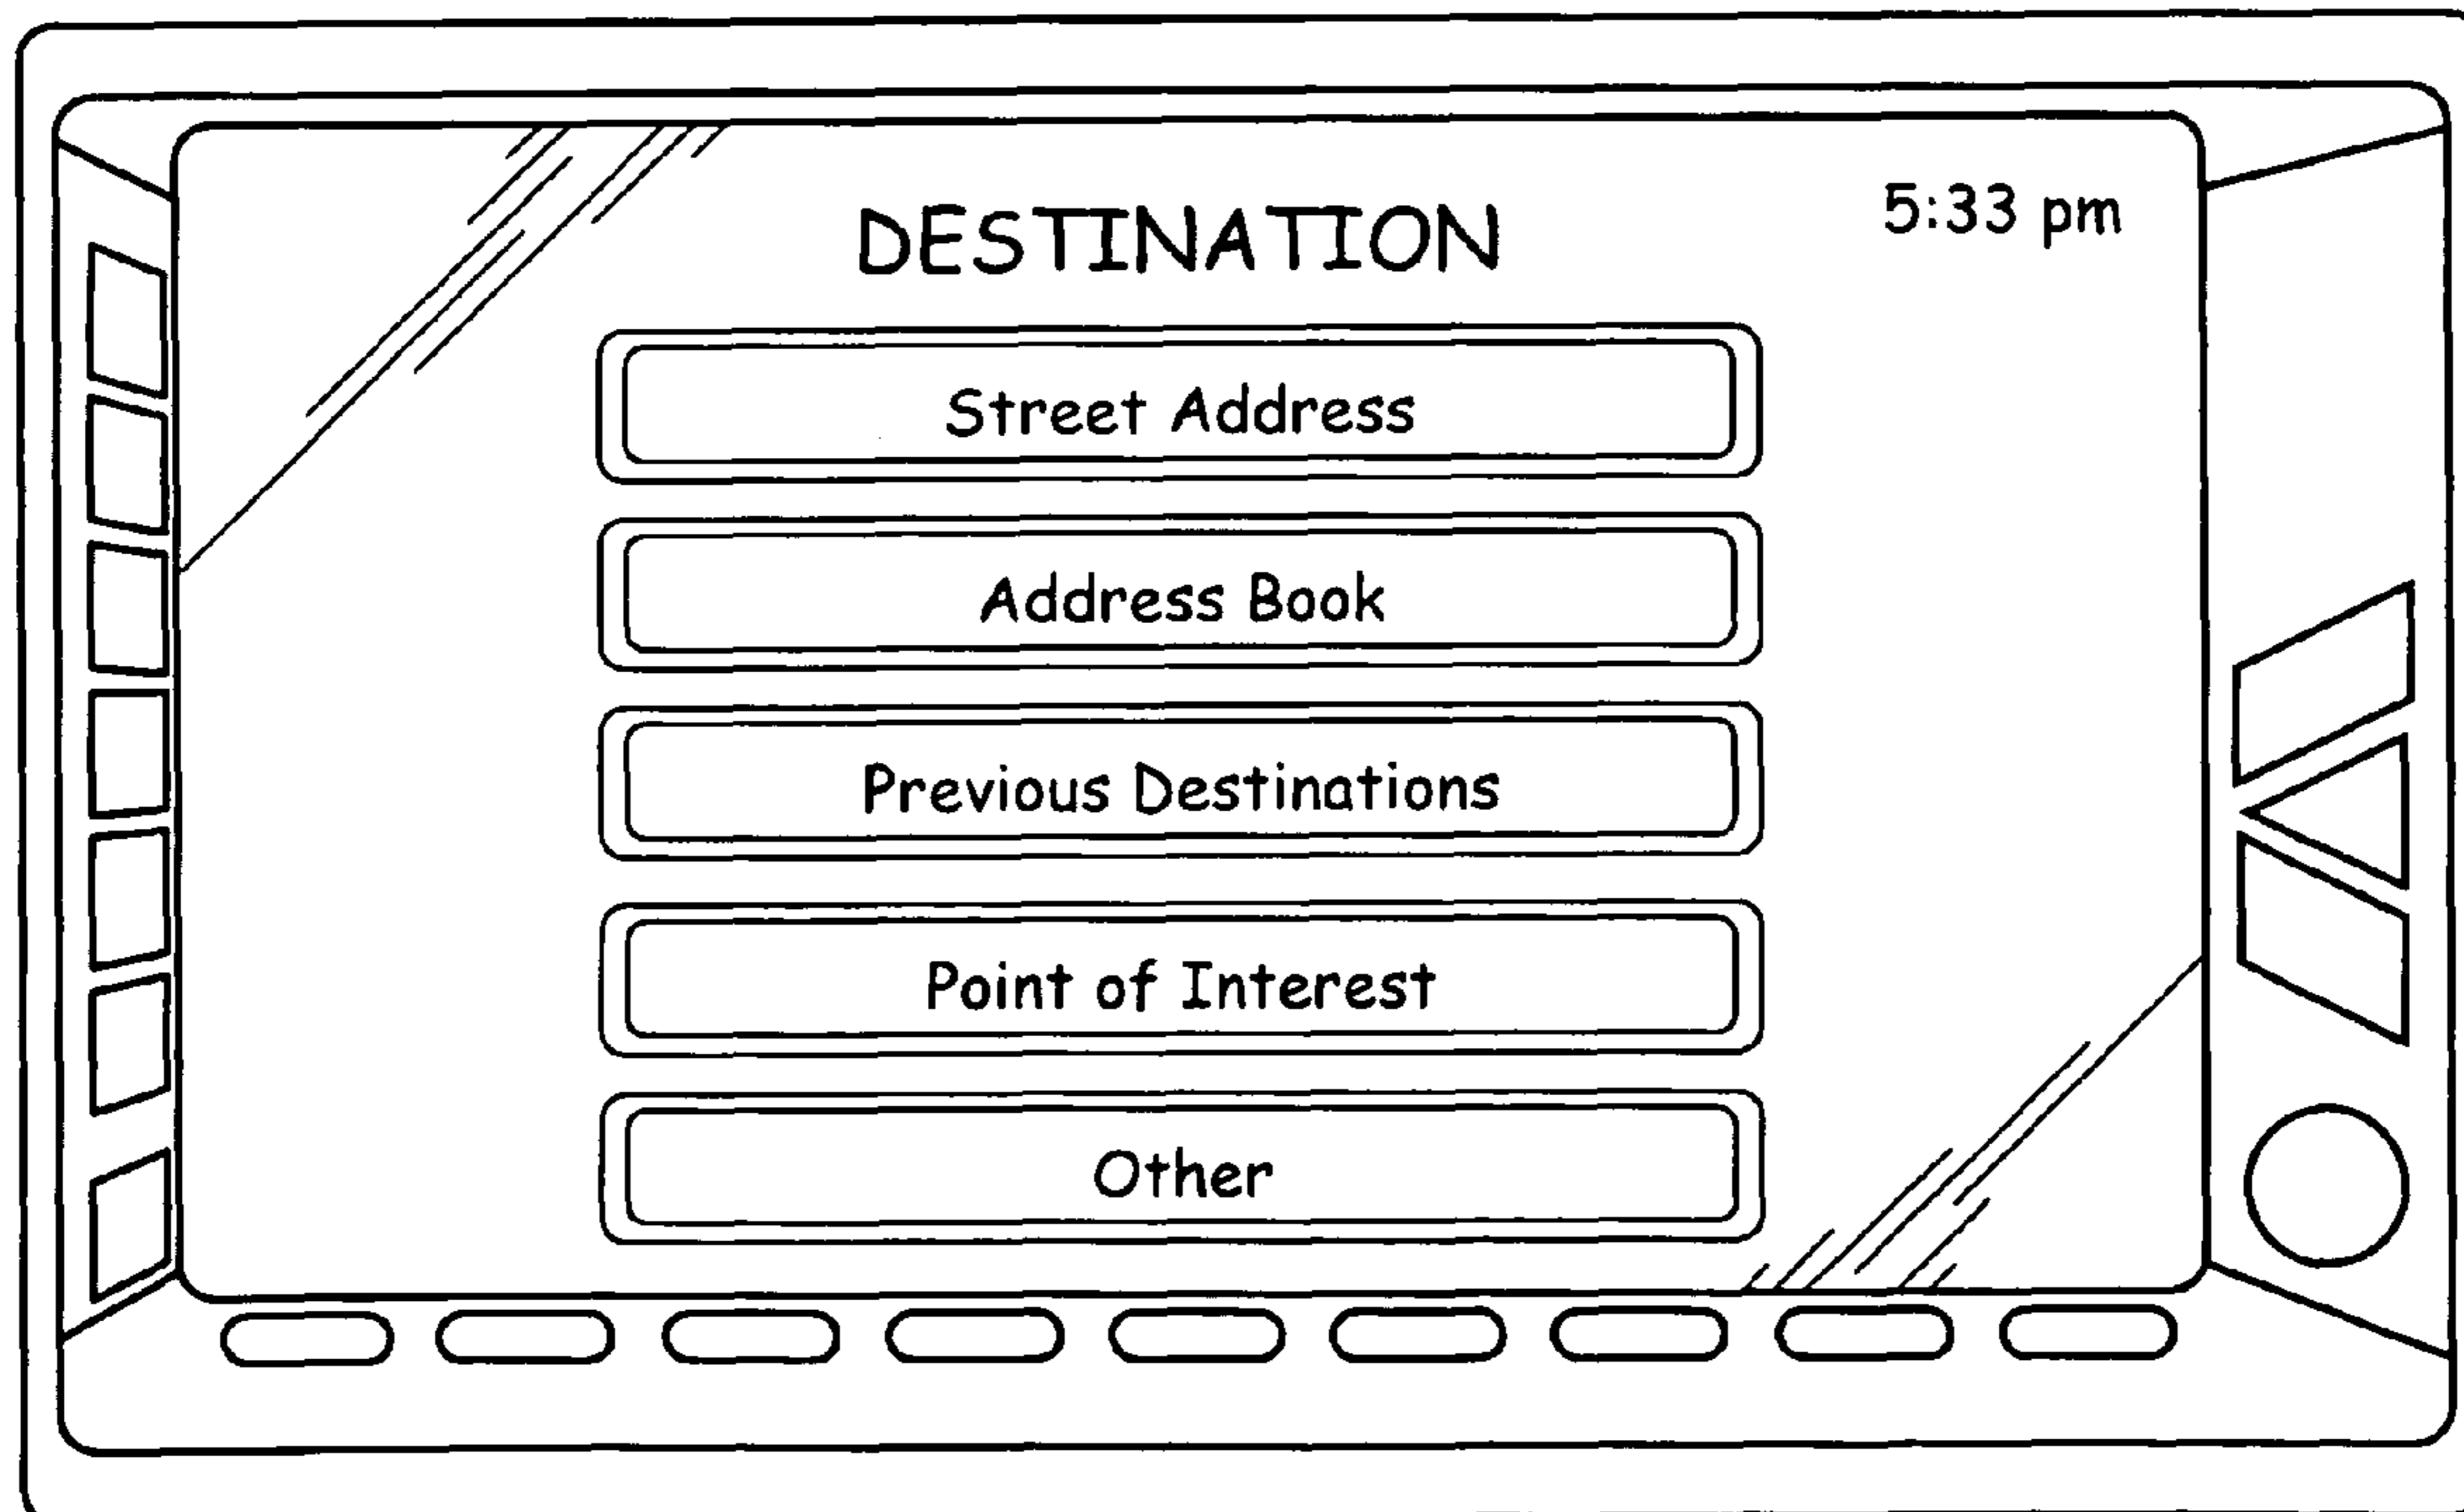 5:33 pm
DESTINATION
Street Address
Address Book
Previous Destinations
Point of Interest
Other